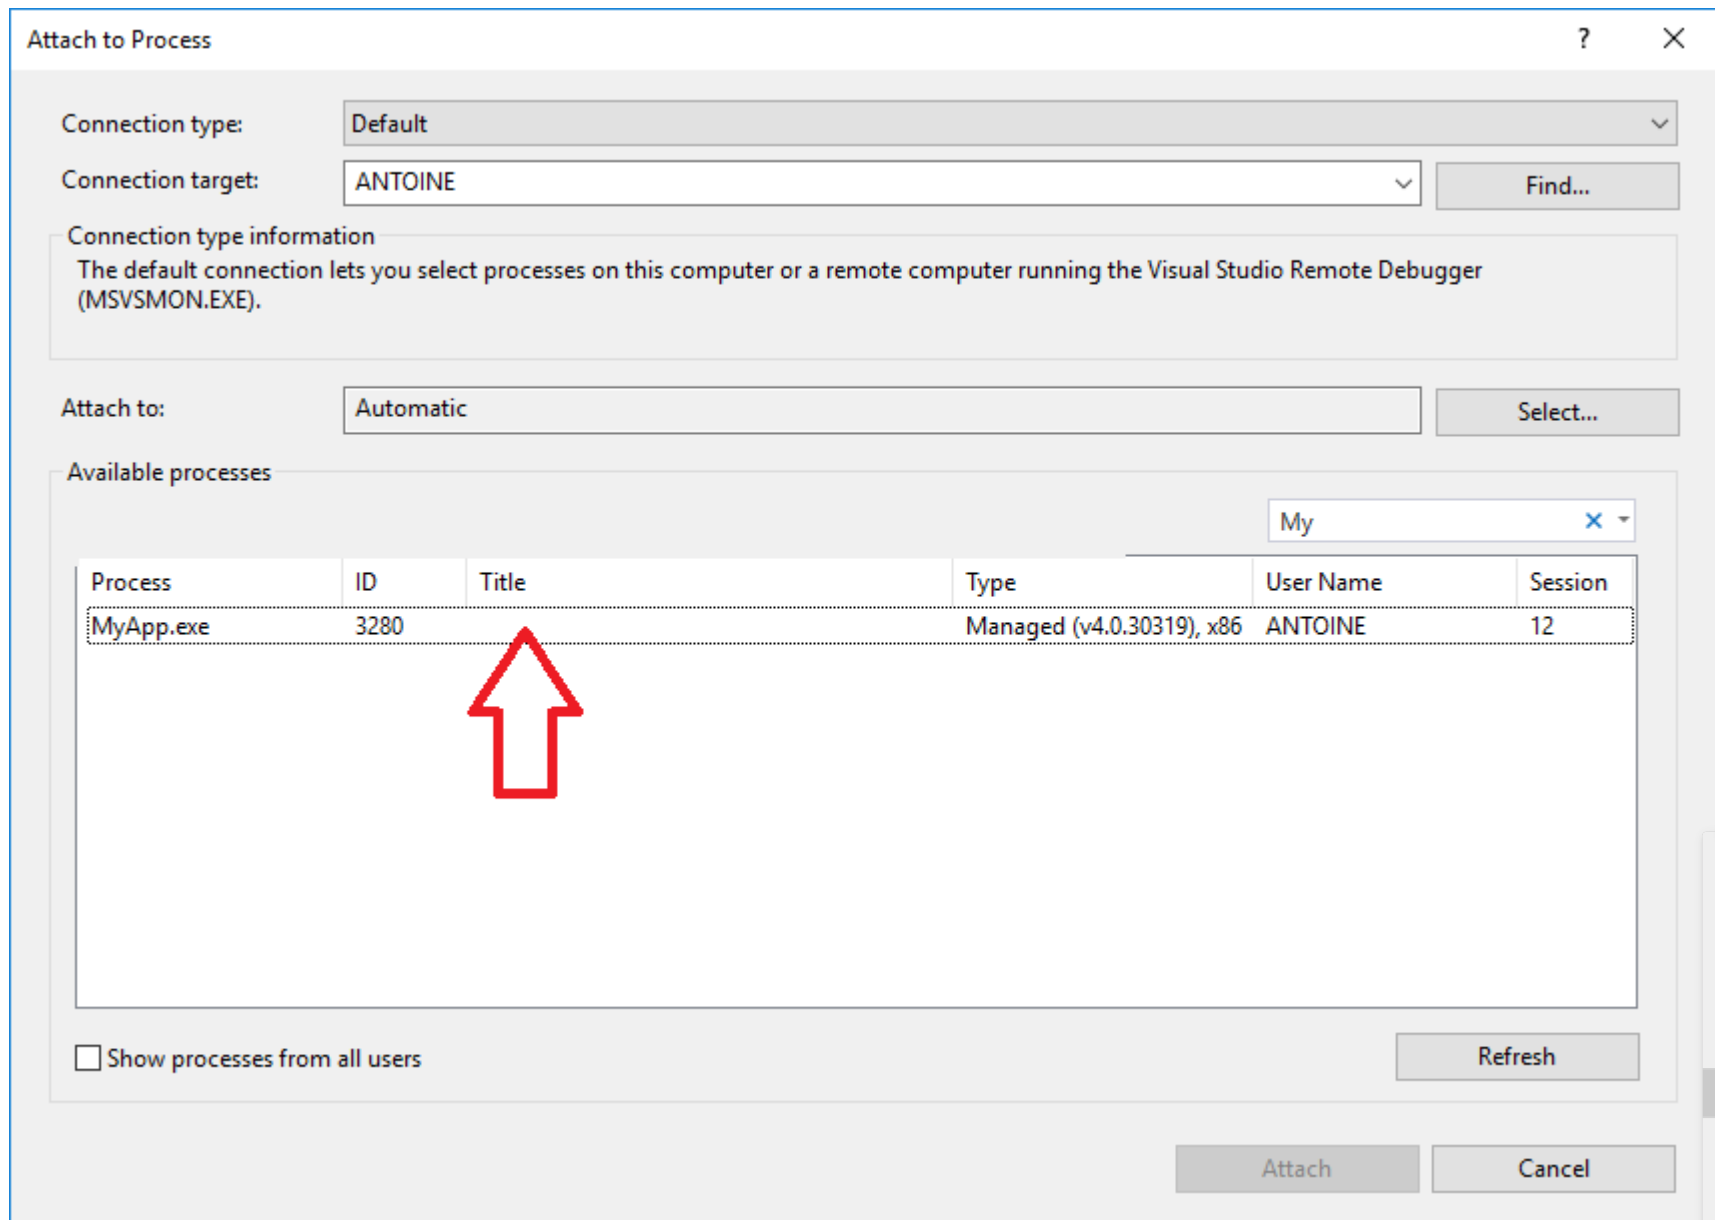 Attach to Process ?
Connection type: Default
Connection target: ANTOINE Find...
Connection type information
The default connection lets you select processes on this computer or a remote computer running the Visual Studio Remote Debugger
(MSVSMON.EXE).
Attach to: Automatic Select...
Available processes
My
Process ID Title Type User Name Session
MyApp.exe 3280 Managed (v4.0.30319), x86 ANTOINE 12
Show processes from all users Refresh
Attach Cancel